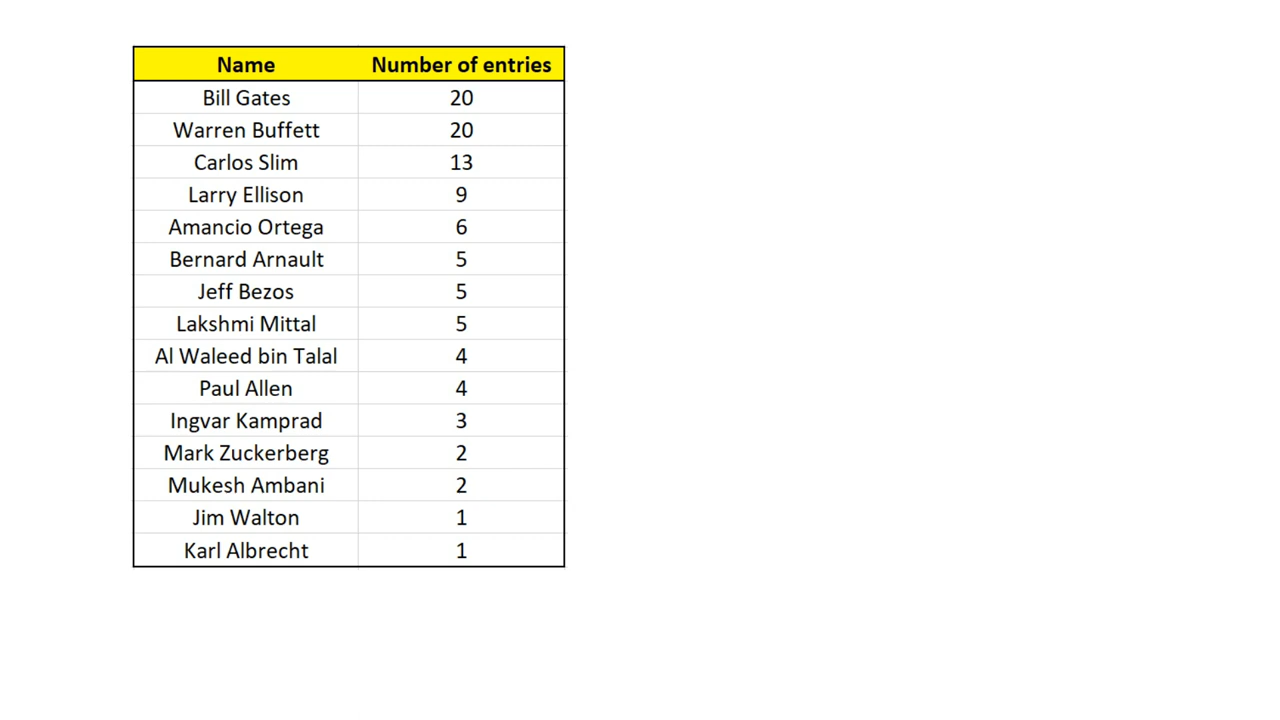 Name Number of entries
Bill Gates 20
Warren Buffett 20
Carlos Slim 13
Larry Ellison 9
Amancio Ortega 6
Bernard Arnault 5
Jeff Bezos 5
Lakshmi Mittal 5
Al Waleed bin Talal 4
Paul Allen 4
Ingvar Kamprad 3
Mark Zuckerberg 2
Mukesh Ambani 2
Jim Walton 1
Karl Albrecht 1